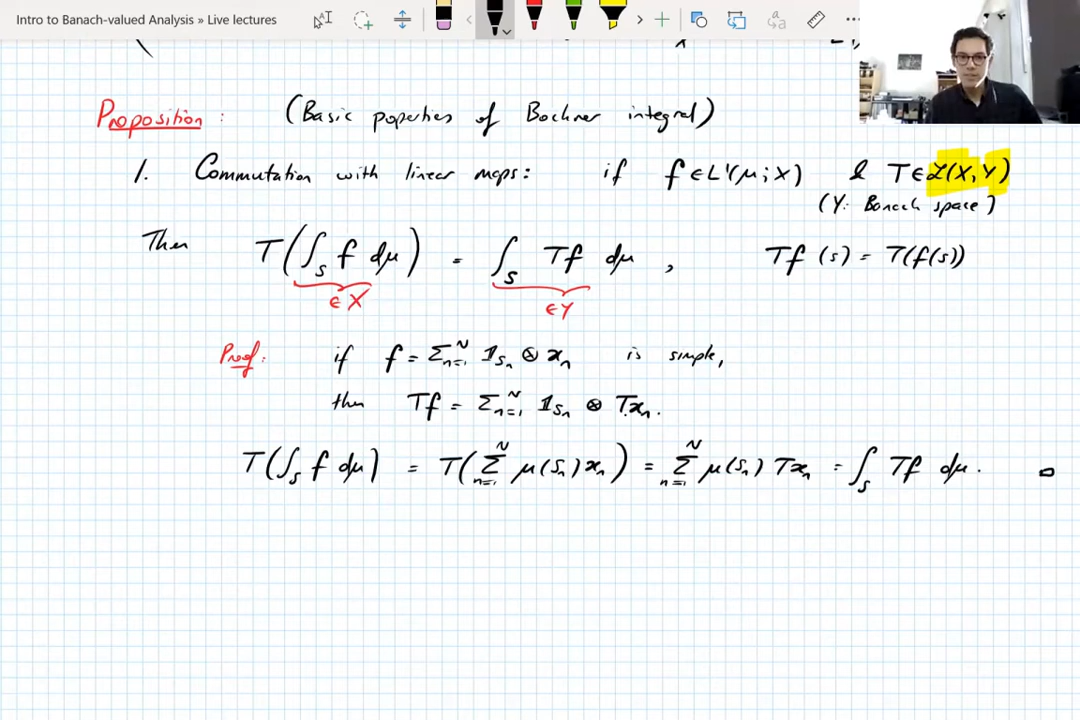 Intro to Banach-valued Analysis » Live lectures
Proposition: (Basic poperties of Bochner integral)
1. Commutation with linear maps: if f ∈ L¹(μ; X) & T ∈ ℒ(X, Y)
(Y: Banach space)
Then T(∫_S f dμ) = ∫_S Tf dμ, Tf(s) = T(f(s))
∈ X ∈ Y
Proof: if f = Σ_{n=1}^N 𝟙_{S_n} ⊗ x_n is simple,
then Tf = Σ_{n=1}^N 𝟙_{S_n} ⊗ Tx_n.
T(∫_S f dμ) = T(Σ_{n=1}^N μ(S_n) x_n) = Σ_{n=1}^N μ(S_n) Tx_n = ∫_S Tf dμ. □